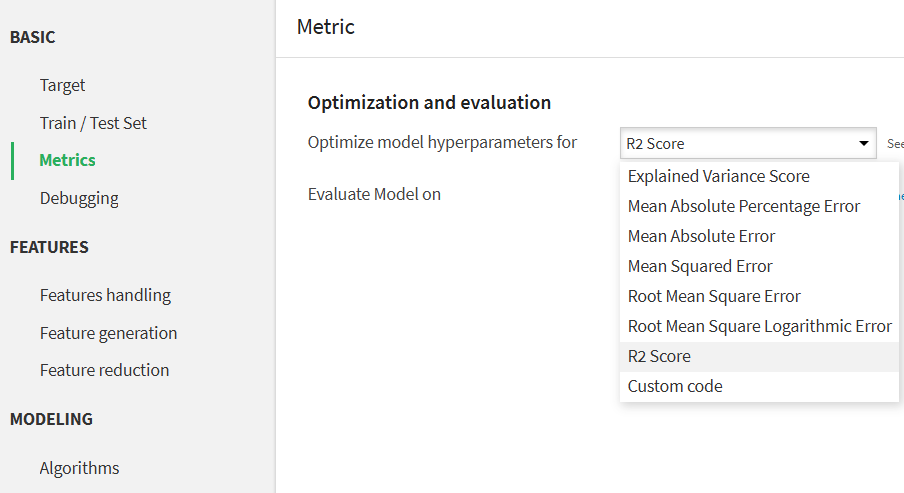 BASIC
Target
Train / Test Set
Metrics
Debugging
FEATURES
Features handling
Feature generation
Feature reduction
MODELING
Algorithms
Metric
Optimization and evaluation
Optimize model hyperparameters for
R2 Score
See
Evaluate Model on
Explained Variance Score
Mean Absolute Percentage Error
Mean Absolute Error
Mean Squared Error
Root Mean Square Error
Root Mean Square Logarithmic Error
R2 Score
Custom code